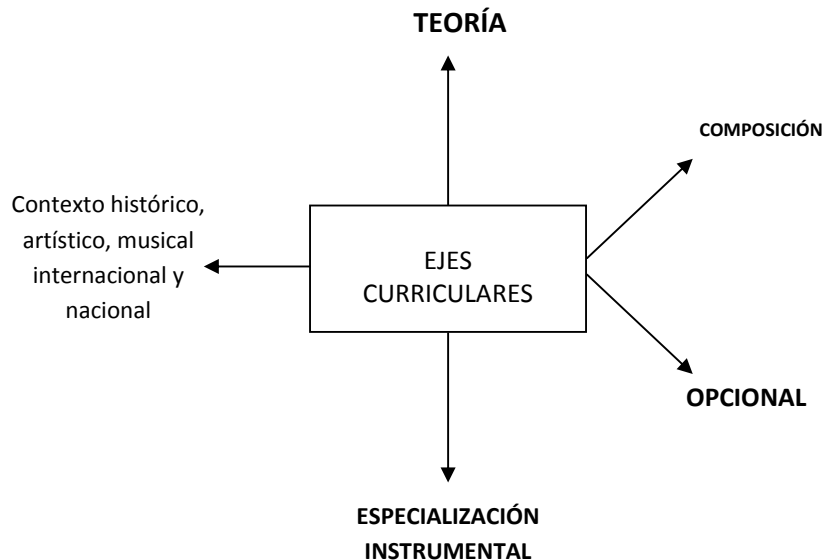 TEORÍA
COMPOSICIÓN
Contexto histórico,
artístico, musical
internacional y
nacional
EJES
CURRICULARES
OPCIONAL
ESPECIALIZACIÓN
INSTRUMENTAL